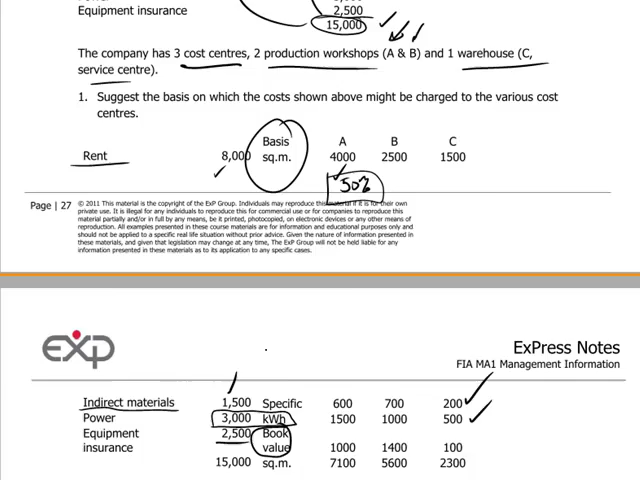 Equipment insurance 2,500
15,000
The company has 3 cost centres, 2 production workshops (A & B) and 1 warehouse (C,
service centre).
1. Suggest the basis on which the costs shown above might be charged to the various cost
centres.
Basis A B C
Rent 8,000 sq.m. 4000 2500 1500
50%
Page | 27 © 2011 This material is the copyright of the ExP Group. Individuals may reproduce this material if it is for their own
private use. It is illegal for any individuals to reproduce this for commercial use or for companies to reproduce this
material partially and/or in full by any means, be it printed, photocopied, on electronic devices or any other means of
reproduction. All examples presented in these course materials are for information and educational purposes only and
should not be applied to a specific real life situation without prior advice. Given the nature of information presented in
these materials, and given that legislation may change at any time, The ExP Group will not be held liable for any
information presented in these materials as to its application to any specific cases.
exp
ExPress Notes
FIA MA1 Management Information
Indirect materials 1,500 Specific 600 700 200
Power 3,000 kWh 1500 1000 500
Equipment 2,500 Book
insurance value 1000 1400 100
15,000 sq.m. 7100 5600 2300